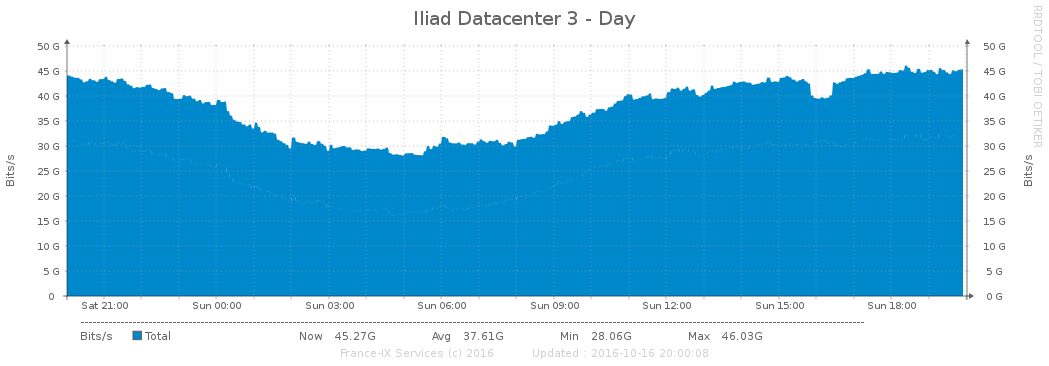 Iliad Datacenter 3 - Day
RRDTOOL / TOBI OETIKER
Bits/s
50 G 50 G
45 G 45 G
40 G 40 G
35 G 35 G
30 G 30 G
25 G 25 G
20 G 20 G
15 G 15 G
10 G 10 G
5 G 5 G
0 0 G
Bits/s
Sat 21:00 Sun 00:00 Sun 03:00 Sun 06:00 Sun 09:00 Sun 12:00 Sun 15:00 Sun 18:00
Bits/s Total Now 45.27G Avg 37.61G Min 28.06G Max 46.03G
France-IX Services (c) 2016 Updated : 2016-10-16 20:00:08